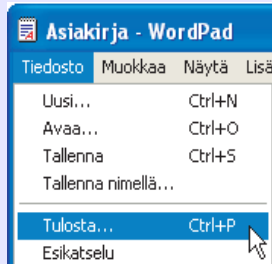 Asiakirja - WordPad
Tiedosto Muokkaa Näytä Lisä
Uusi... Ctrl+N
Avaa... Ctrl+O
Tallenna Ctrl+S
Tallenna nimellä...
Tulosta... Ctrl+P
Esikatselu